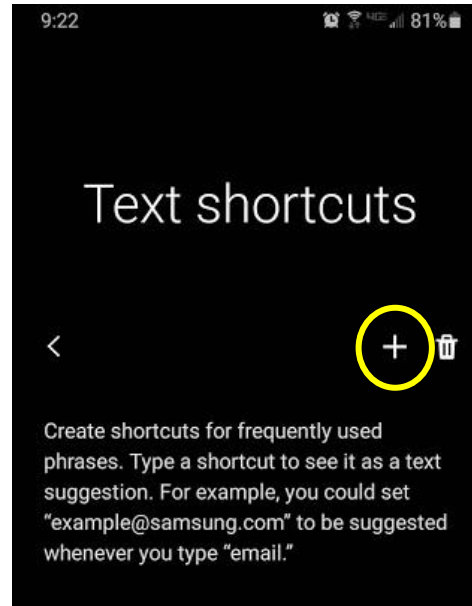 9:22 4GE 81%
Text shortcuts
Create shortcuts for frequently used
phrases. Type a shortcut to see it as a text
suggestion. For example, you could set
“example@samsung.com” to be suggested
whenever you type “email.”